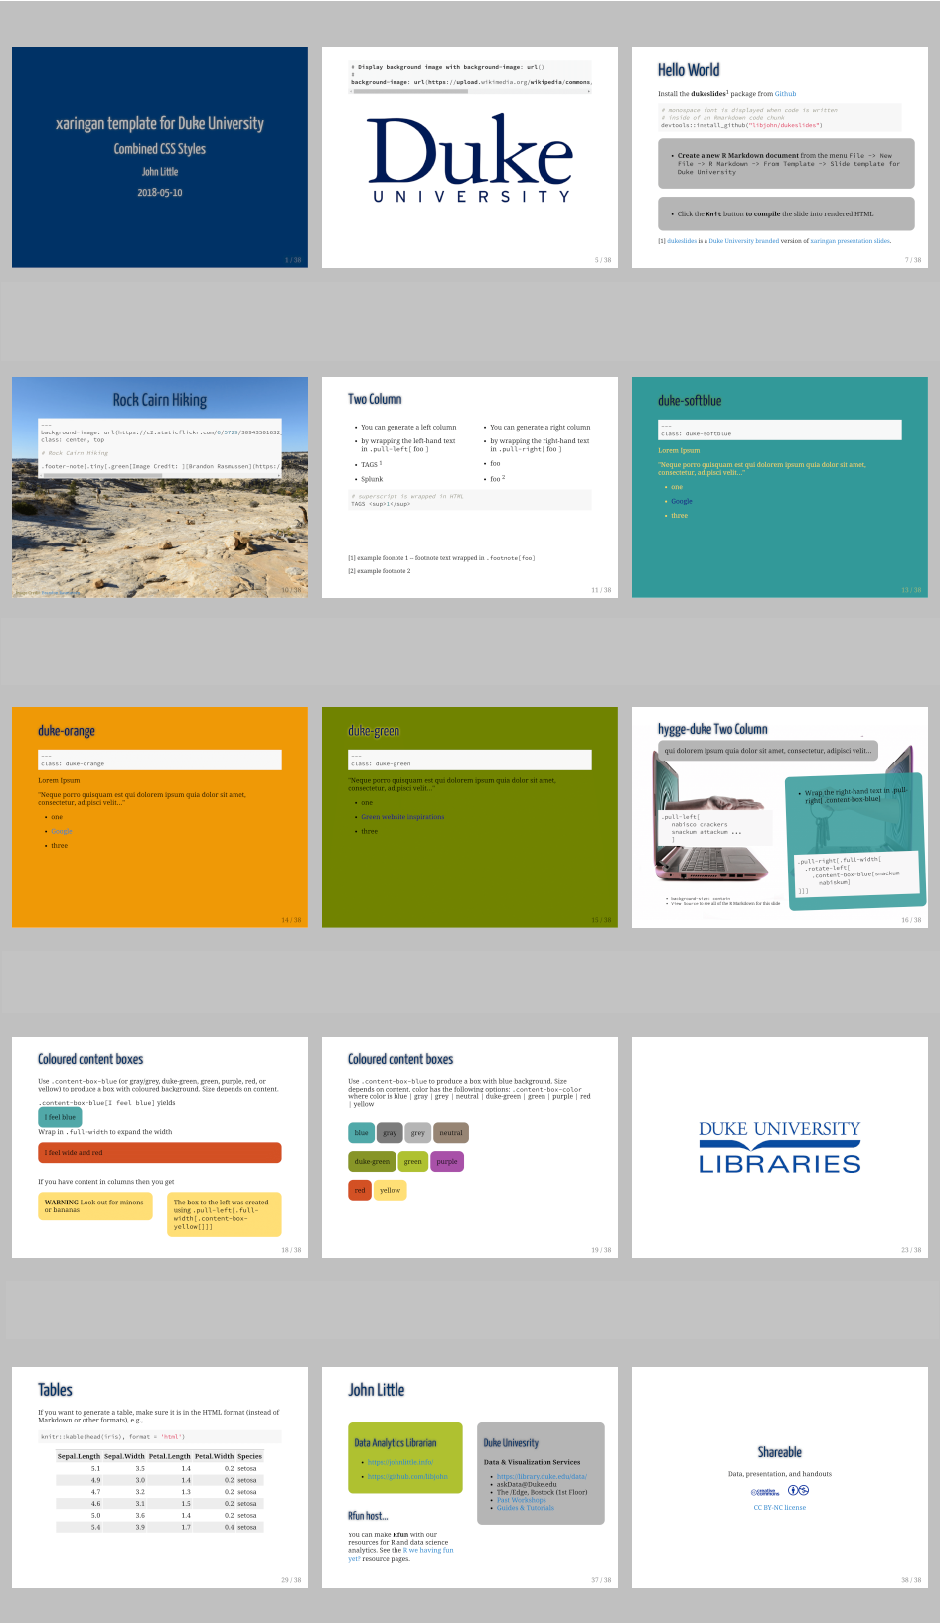 xaringan template for Duke University
Combined CSS Styles
John Little
2018-05-10
1 / 38
# Display background image with background-image: url()
#
background-image: url(https://upload.wikimedia.org/wikipedia/commons,
Duke
UNIVERSITY
5 / 38
Hello World
Install the dukeslides1 package from Github
# monospace font is displayed when code is written
# inside of an Rmarkdown code chunk
devtools::install_github("libjohn/dukeslides")
Create a new R Markdown document from the menu File -> New
File -> R Markdown -> From Template -> Slide template for
Duke University
Click the Knit button to compile the slide into rendered HTML
[1] dukeslides is a Duke University branded version of xaringan presentation slides.
7 / 38
Rock Cairn Hiking
---
class: center, top
# Rock Cairn Hiking
.footer-note[.tiny[.green[Image Credit: ][Brandon Rasmussen](https:/
10 / 38
Two Column
You can generate a left column
by wrapping the left-hand text
in .pull-left[ foo ]
TAGS 1
Splunk
You can generate a right column
by wrapping the right-hand text
in .pull-right[ foo ]
foo
foo 2
# superscript is wrapped in HTML
TAGS <sup>1</sup>
[1] example footnote 1 -- footnote text wrapped in .footnote[foo]
[2] example footnote 2
11 / 38
duke-softblue
---
class: duke-softblue
Lorem Ipsum
"Neque porro quisquam est qui dolorem ipsum quia dolor sit amet,
consectetur, adipisci velit..."
one
Google
three
13 / 38
duke-orange
---
class: duke-orange
Lorem Ipsum
"Neque porro quisquam est qui dolorem ipsum quia dolor sit amet,
consectetur, adipisci velit..."
one
Google
three
14 / 38
duke-green
---
class: duke-green
"Neque porro quisquam est qui dolorem ipsum quia dolor sit amet,
consectetur, adipisci velit..."
one
Green website inspirations
three
15 / 38
hygge-duke Two Column
qui dolorem ipsum quia dolor sit amet, consectetur, adipisci velit...
.pull-left[
nabisco crackers
snackum attackum ...
]
Wrap the right-hand text in .pull-
right[ .content-box-blue[
.pull-right[.full-width[
.rotate-left[
.content-box-blue[snackum
nabiskum]
]]]
background-size: contain
View Source to see all of the R Markdown for this slide
16 / 38
Coloured content boxes
Use .content-box-blue (or gray/grey, duke-green, green, purple, red, or
yellow) to produce a box with coloured background. Size depends on content.
.content-box-blue[I feel blue] yields
I feel blue
Wrap in .full-width to expand the width
I feel wide and red
If you have content in columns then you get
WARNING Look out for minons
or bananas
The box to the left was created
using .pull-left[.full-
width[.content-box-
yellow[]]]
18 / 38
Coloured content boxes
Use .content-box-blue to produce a box with blue background. Size
depends on content. color has the following options: .content-box-color
where color is blue | gray | grey | neutral | duke-green | green | purple | red
| yellow
blue gray grey neutral
duke-green green purple
red yellow
19 / 38
DUKE UNIVERSITY
LIBRARIES
23 / 38
Tables
If you want to generate a table, make sure it is in the HTML format (instead of
Markdown or other formats), e.g.,
knitr::kable(head(iris), format = 'html')
Sepal.Length Sepal.Width Petal.Length Petal.Width Species
5.1 3.5 1.4 0.2 setosa
4.9 3.0 1.4 0.2 setosa
4.7 3.2 1.3 0.2 setosa
4.6 3.1 1.5 0.2 setosa
5.0 3.6 1.4 0.2 setosa
5.4 3.9 1.7 0.4 setosa
29 / 38
John Little
Data Analytics Librarian
https://johnlittle.info/
https://github.com/libjohn
Rfun host...
You can make Rfun with our
resources for R and data science
analytics. See the R we having fun
yet? resource pages.
Duke Univesrity
Data & Visualization Services
https://library.duke.edu/data/
askData@Duke.edu
The /Edge, Bostock (1st Floor)
Past Workshops
Guides & Tutorials
37 / 38
Shareable
Data, presentation, and handouts
creative
commons
CC BY-NC license
38 / 38